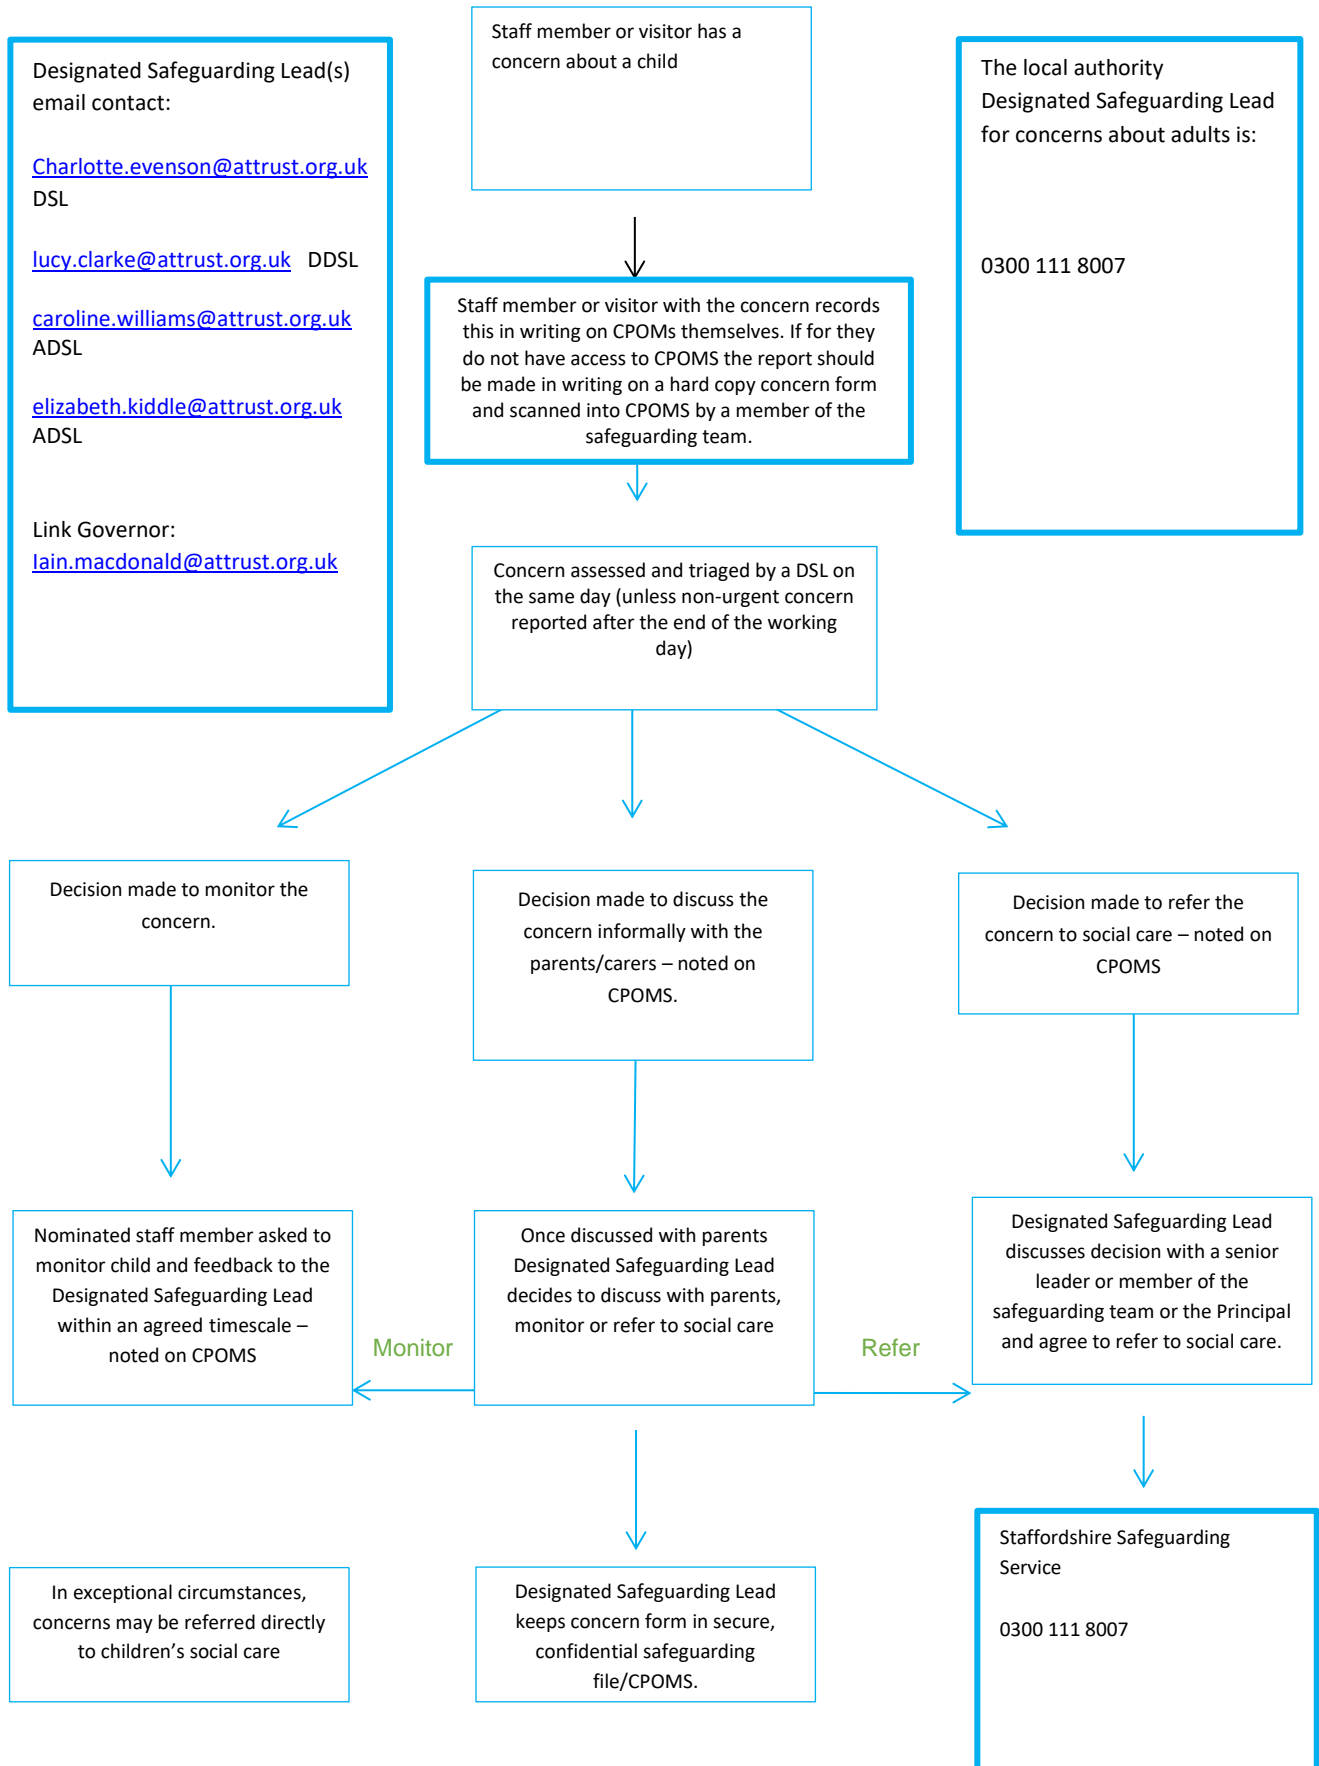 Designated Safeguarding Lead(s)
email contact:
Charlotte.evenson@attrust.org.uk
DSL
lucy.clarke@attrust.org.uk DDSL
caroline.williams@attrust.org.uk
ADSL
elizabeth.kiddle@attrust.org.uk
ADSL
Link Governor:
Iain.macdonald@attrust.org.uk
Staff member or visitor has a
concern about a child
The local authority
Designated Safeguarding Lead
for concerns about adults is:
0300 111 8007
Staff member or visitor with the concern records
this in writing on CPOMs themselves. If for they
do not have access to CPOMS the report should
be made in writing on a hard copy concern form
and scanned into CPOMS by a member of the
safeguarding team.
Concern assessed and triaged by a DSL on
the same day (unless non-urgent concern
reported after the end of the working
day)
Decision made to monitor the
concern.
Decision made to discuss the
concern informally with the
parents/carers – noted on
CPOMS.
Decision made to refer the
concern to social care – noted on
CPOMS
Nominated staff member asked to
monitor child and feedback to the
Designated Safeguarding Lead
within an agreed timescale –
noted on CPOMS
Monitor
Once discussed with parents
Designated Safeguarding Lead
decides to discuss with parents,
monitor or refer to social care
Refer
Designated Safeguarding Lead
discusses decision with a senior
leader or member of the
safeguarding team or the Principal
and agree to refer to social care.
In exceptional circumstances,
concerns may be referred directly
to children's social care
Designated Safeguarding Lead
keeps concern form in secure,
confidential safeguarding
file/CPOMS.
Staffordshire Safeguarding
Service
0300 111 8007